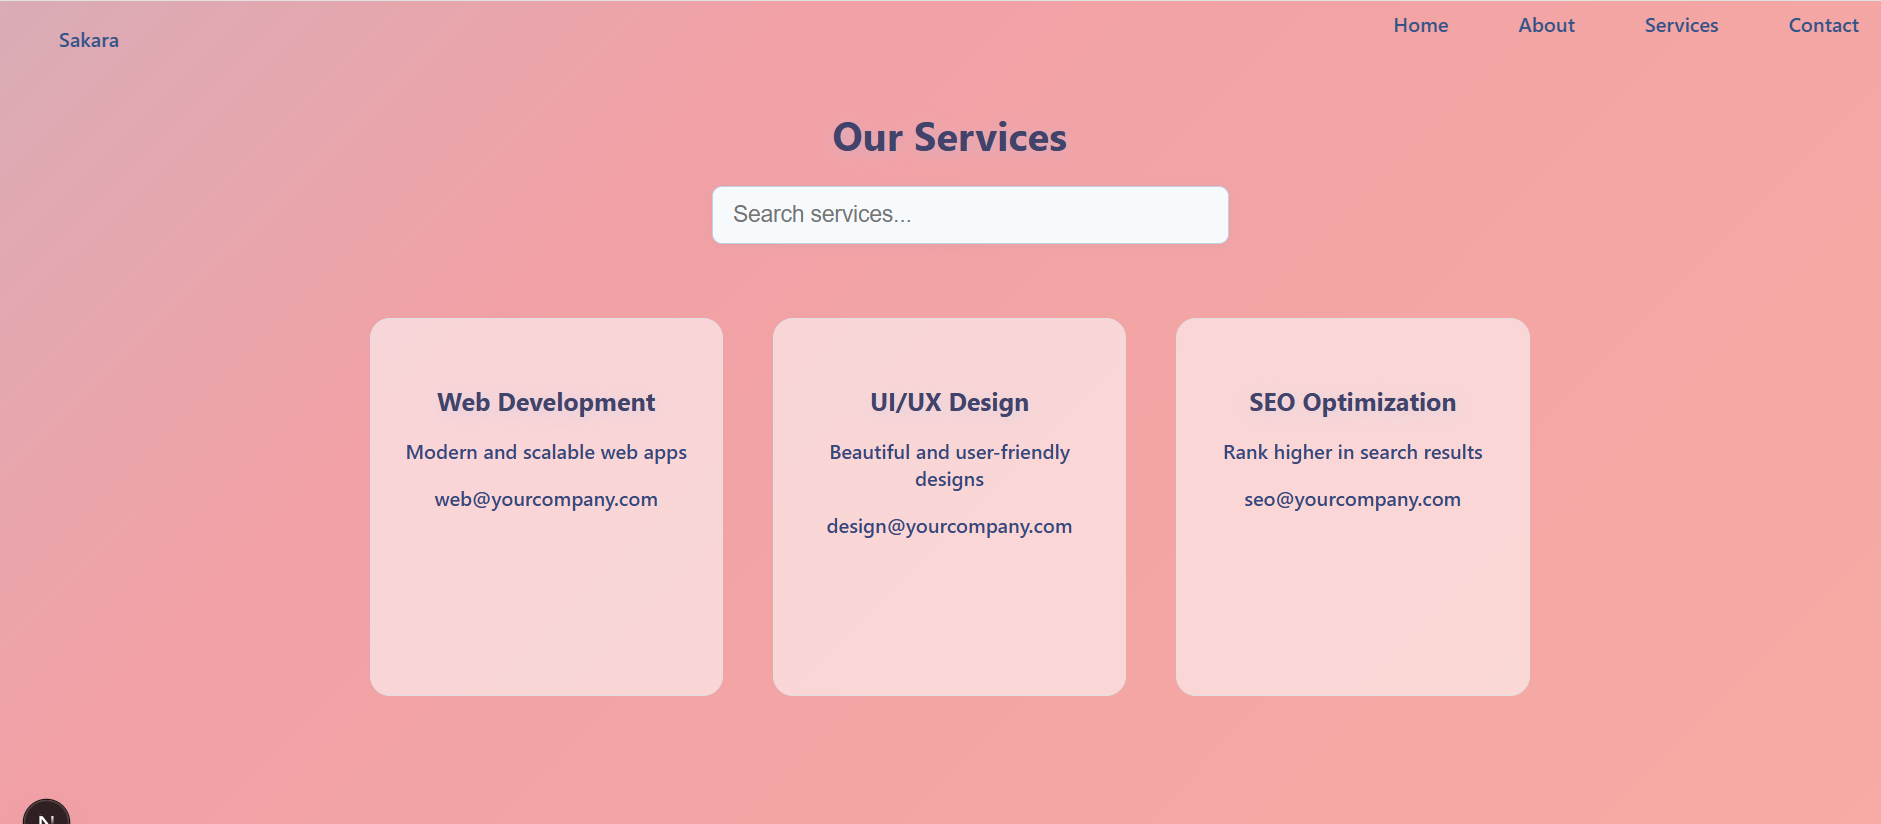 Sakara
Home
About
Services
Contact
Our Services
Search services...
Web Development
Modern and scalable web apps
web@yourcompany.com
UI/UX Design
Beautiful and user-friendly
designs
design@yourcompany.com
SEO Optimization
Rank higher in search results
seo@yourcompany.com
N